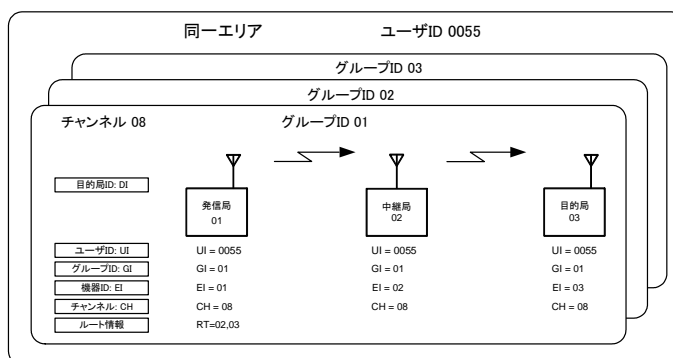 同一エリア ユーザID 0055
グループID 03
グループID 02
チャンネル 08 グループID 01
目的局ID: DI
発信局
01
中継局
02
目的局
03
ユーザID: UI UI = 0055 UI = 0055 UI = 0055
グループID: GI GI = 01 GI = 01 GI = 01
機器ID: EI EI = 01 EI = 02 EI = 03
チャンネル: CH CH = 08 CH = 08 CH = 08
ルート情報 RT=02,03